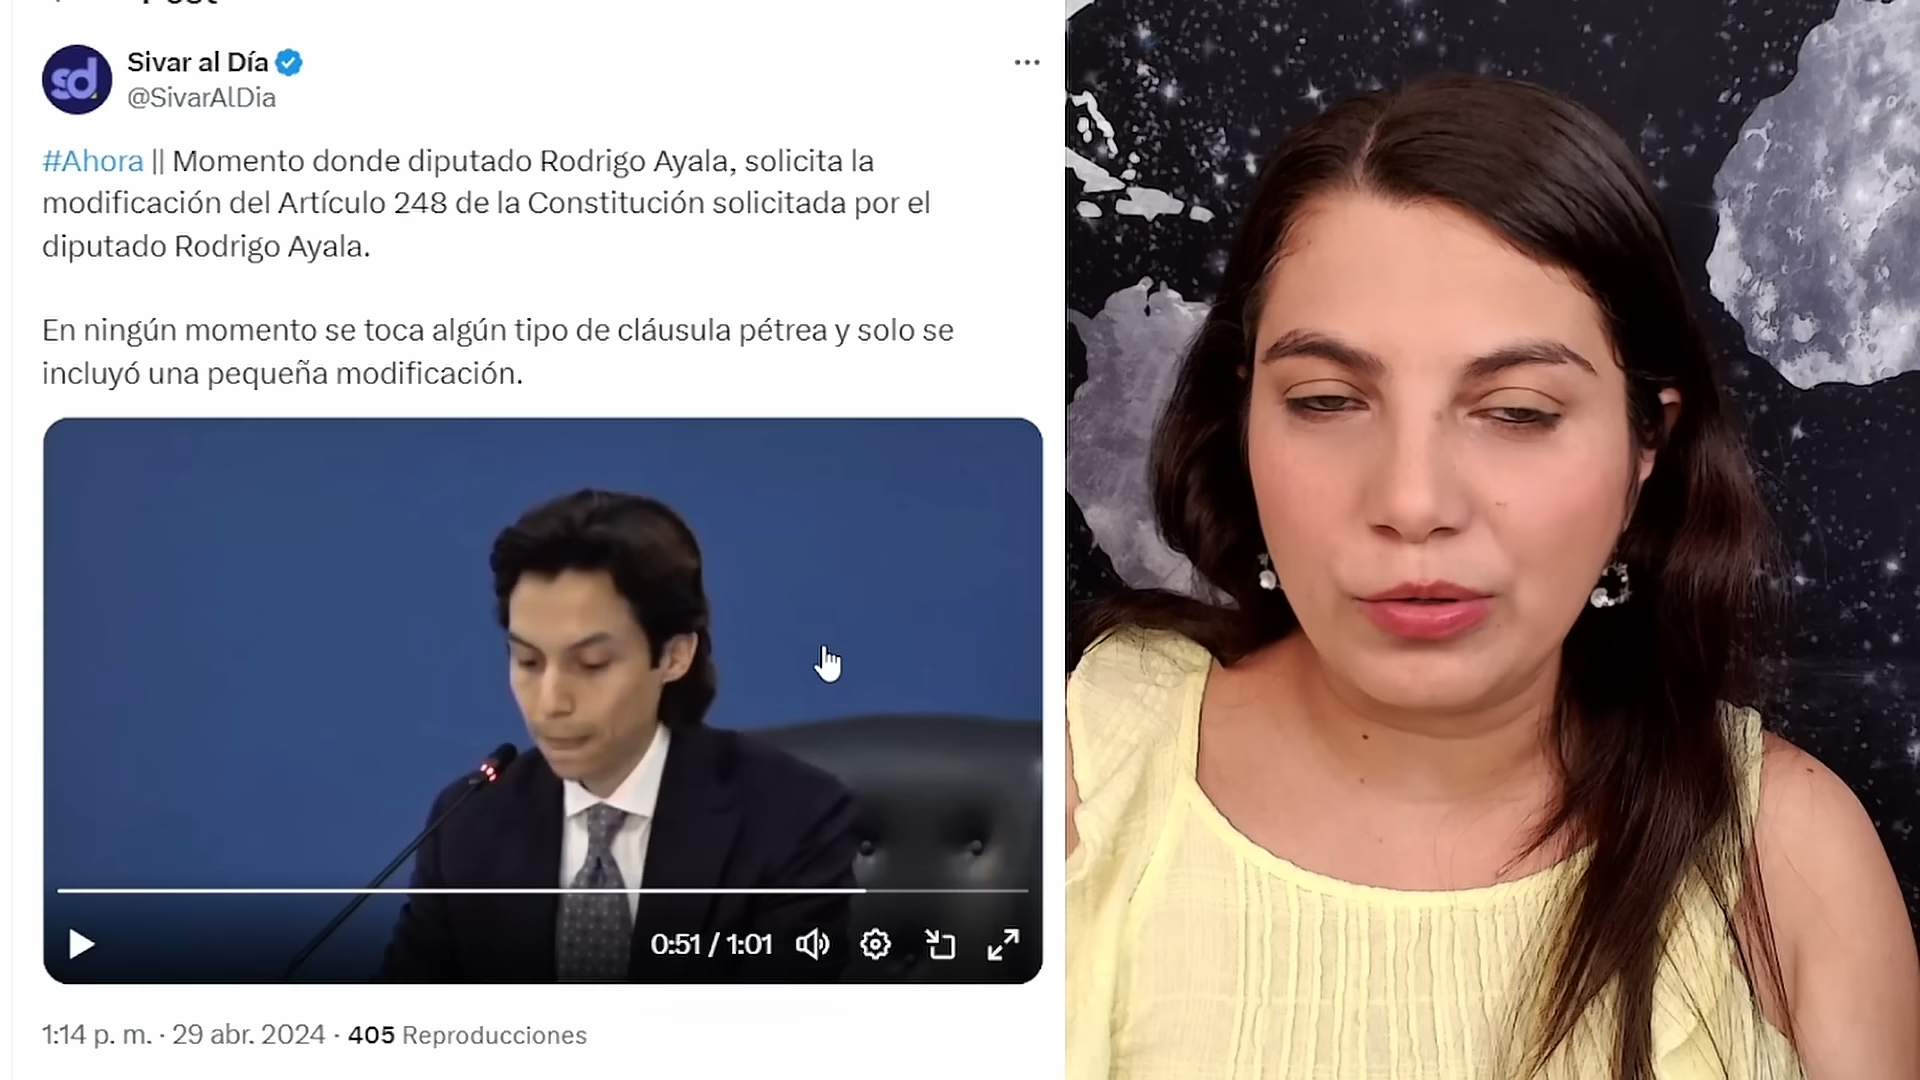 Post
Sivar al Día
@SivarAlDia
#Ahora || Momento donde diputado Rodrigo Ayala, solicita la
modificación del Artículo 248 de la Constitución solicitada por el
diputado Rodrigo Ayala.
En ningún momento se toca algún tipo de cláusula pétrea y solo se
incluyó una pequeña modificación.
0:51 / 1:01
1:14 p. m. · 29 abr. 2024 · 405 Reproducciones
sd